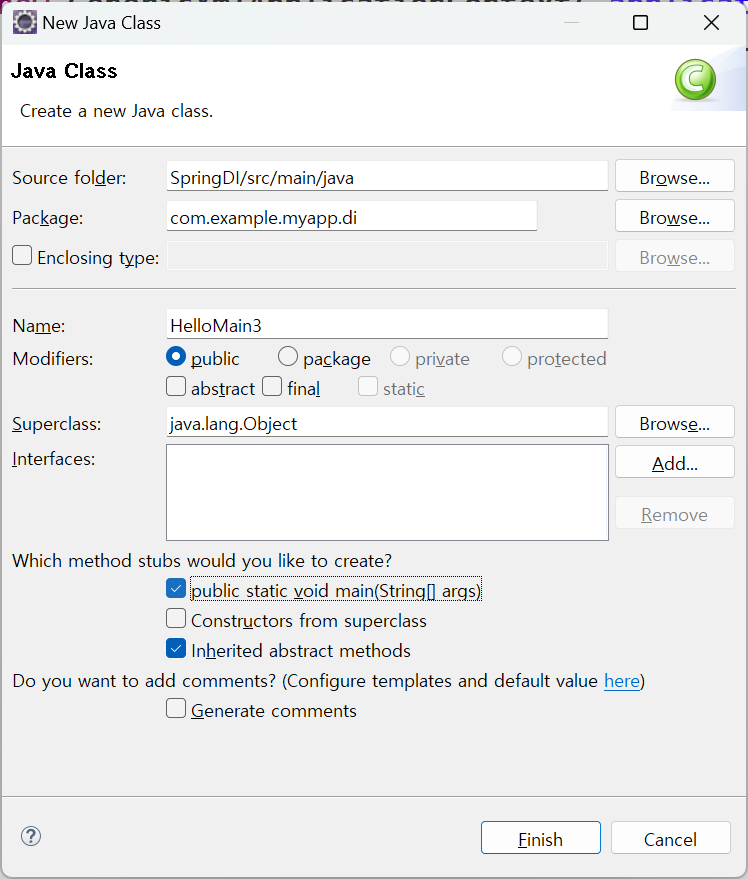 New Java Class
Java Class
Create a new Java class.
Source folder: SpringDI/src/main/java Browse...
Package: com.example.myapp.di Browse...
Enclosing type: Browse...
Name: HelloMain3
Modifiers: public package private protected
abstract final static
Superclass: java.lang.Object Browse...
Interfaces: Add...
Remove
Which method stubs would you like to create?
public static void main(String[] args)
Constructors from superclass
Inherited abstract methods
Do you want to add comments? (Configure templates and default value here)
Generate comments
Finish Cancel